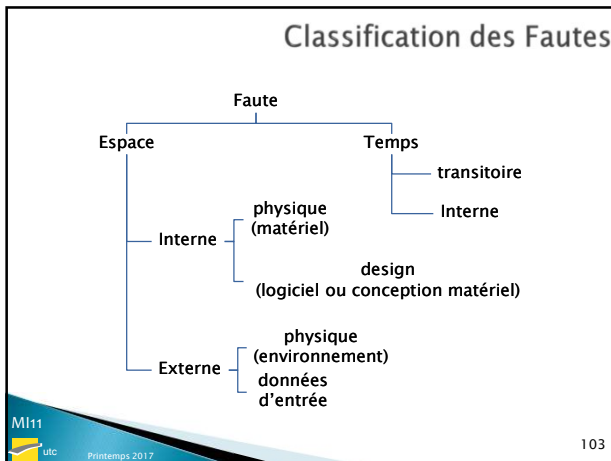 Classification des Fautes
Faute
Espace
Temps
transitoire
Interne
physique
(matériel)
Interne
design
(logiciel ou conception matériel)
physique
(environnement)
Externe
données
d'entrée
MI11
utc
Printemps 2017
103